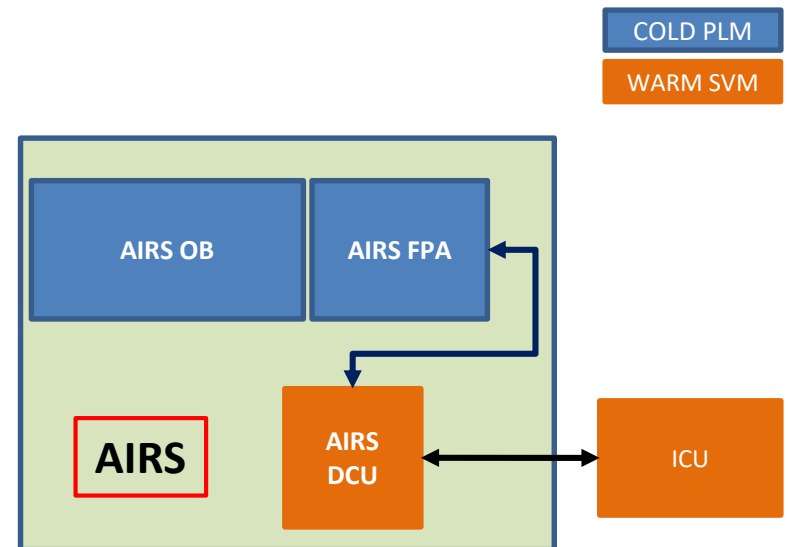 COLD PLM
WARM SVM
AIRS OB
AIRS FPA
AIRS
AIRS
DCU
ICU